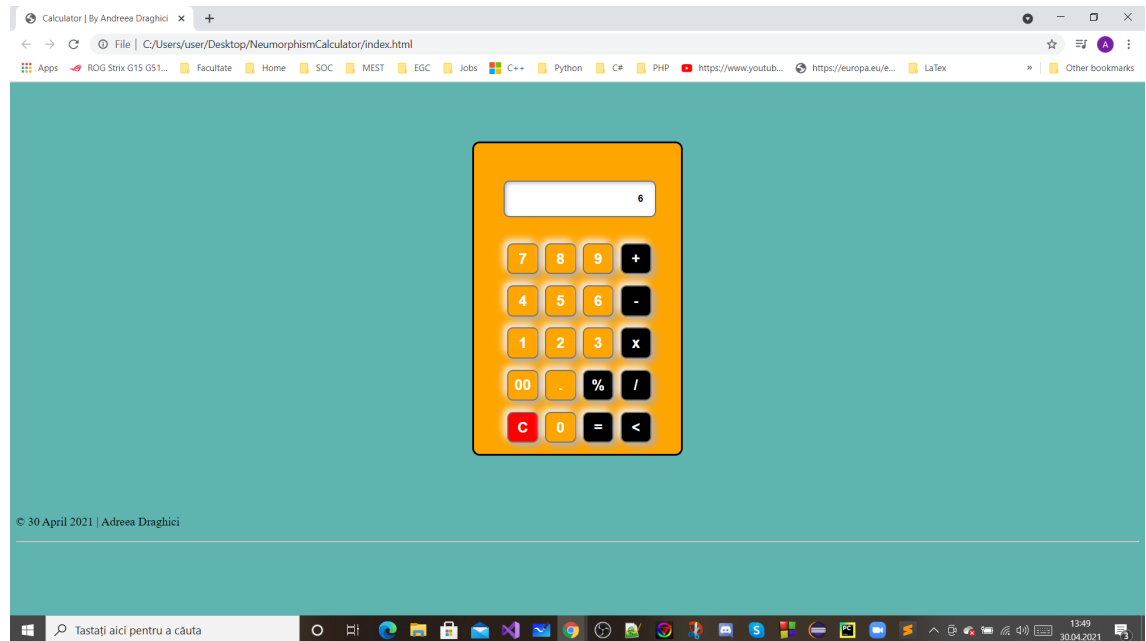 Calculator | By Andreea Draghici
File | C:/Users/user/Desktop/NeumorphismCalculator/index.html
A
Apps ROG Strix G15 G51... Facultate Home SOC MEST EGC Jobs C++ Python C# PHP https://www.youtub... https://europa.eu/e... LaTex » Other bookmarks
6
7 8 9 +
4 5 6 -
1 2 3 x
00 . % /
C 0 = <
© 30 April 2021 | Adreea Draghici
Tastați aici pentru a căuta
13:49
30.04.2021